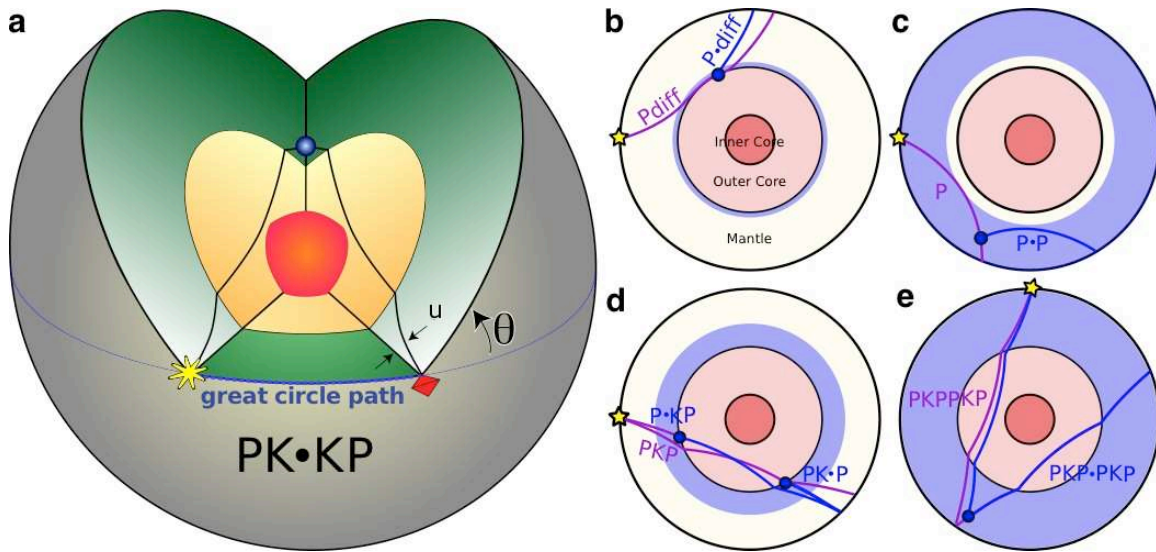 a
u
θ
great circle path
PK•KP
b
P•diff
Pdiff
Inner Core
Outer Core
Mantle
c
P
P•P
d
P•KP
PKP
PK•P
e
PKPPKP
PKP•PKP